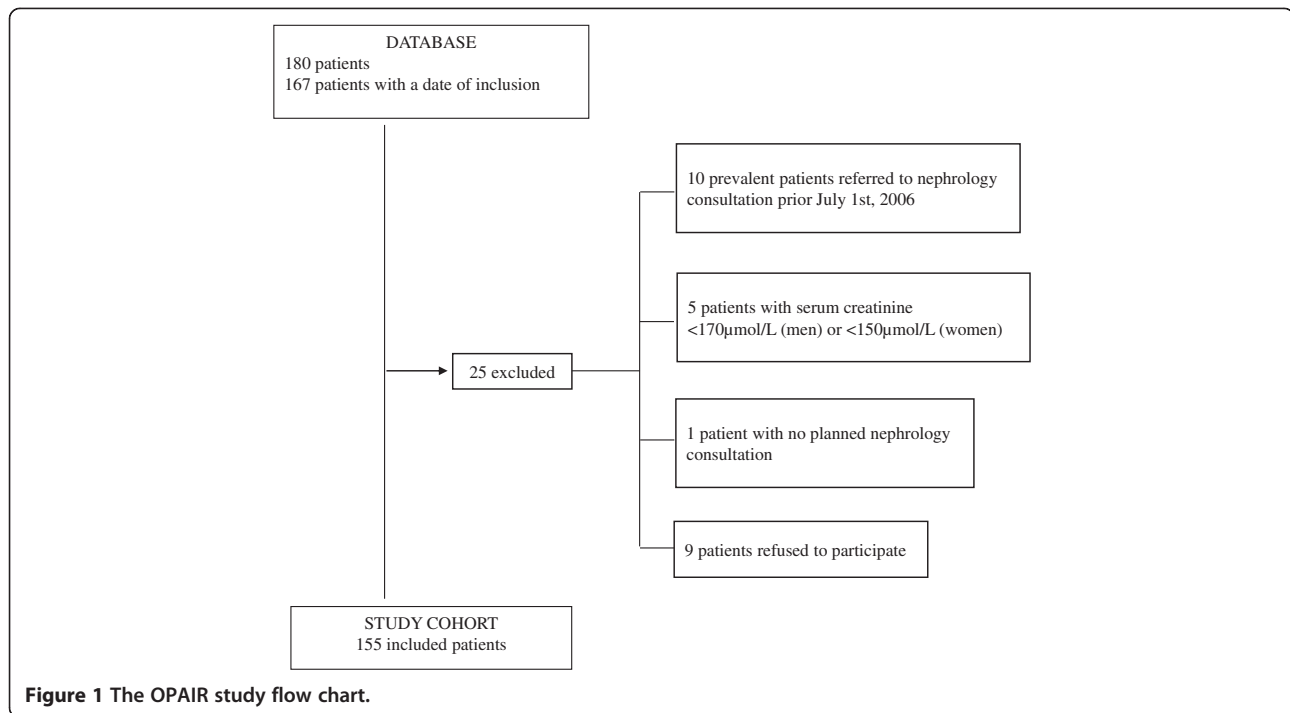 DATABASE
180 patients
167 patients with a date of inclusion
10 prevalent patients referred to nephrology
consultation prior July 1st, 2006
5 patients with serum creatinine
<170µmol/L (men) or <150µmol/L (women)
25 excluded
1 patient with no planned nephrology
consultation
9 patients refused to participate
STUDY COHORT
155 included patients
Figure 1 The OPAIR study flow chart.